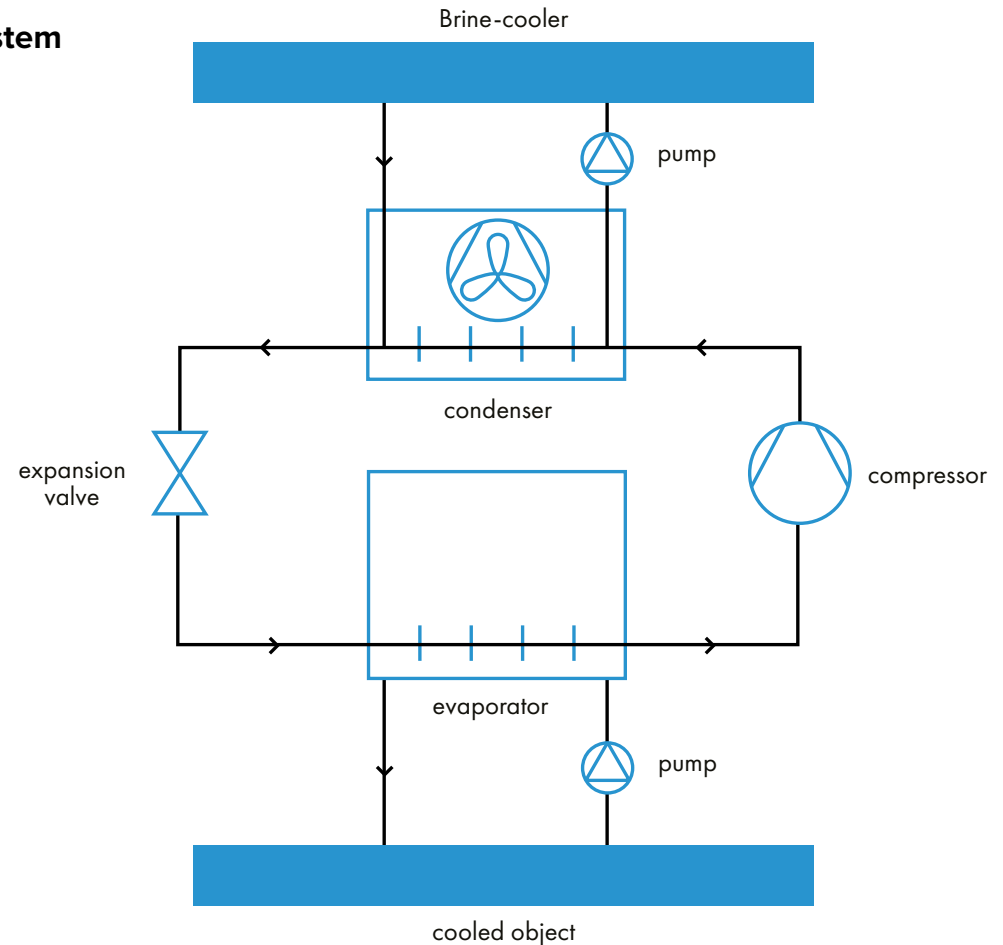 stem
Brine-cooler
pump
condenser
expansion
valve
compressor
evaporator
pump
cooled object